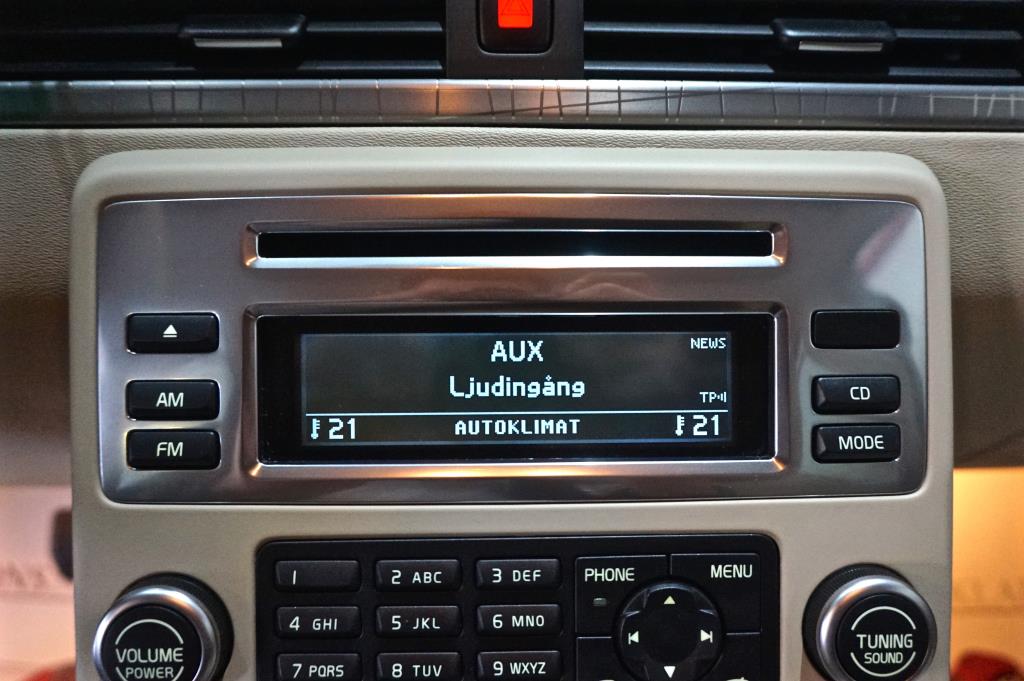 AUX
NEWS
Ljudingång
TP
21 AUTOKLIMAT 21
AM
FM
CD
MODE
1
2 ABC
3 DEF
4 GHI
5 JKL
6 MNO
7 PQRS
8 TUV
9 WXYZ
PHONE
MENU
VOLUME
POWER
TUNING
SOUND